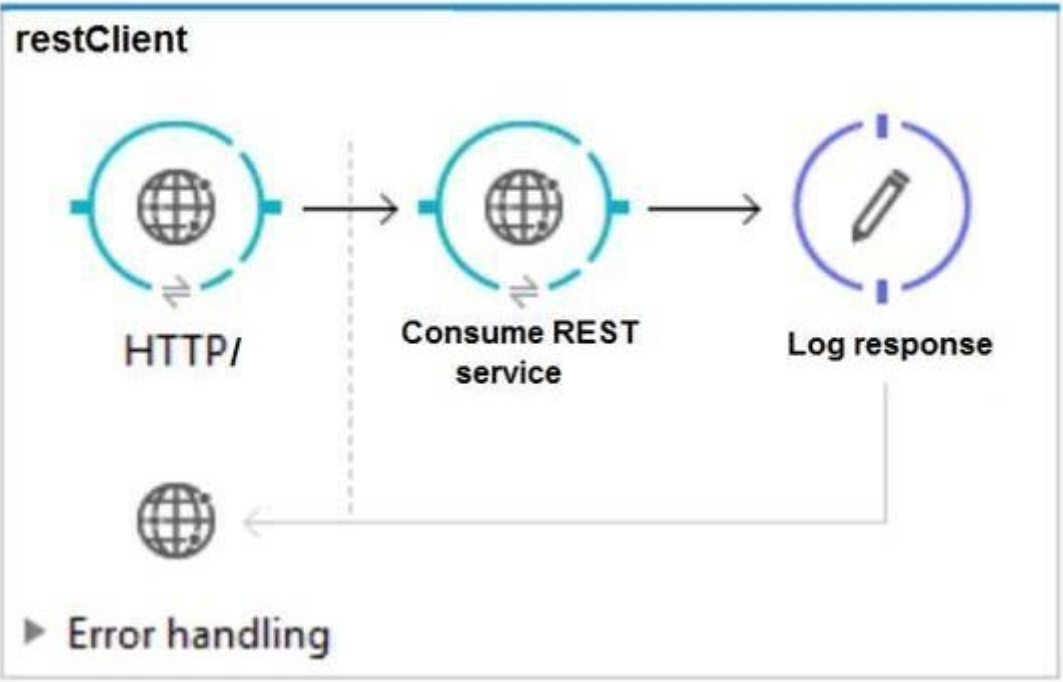 restClient
HTTP/
Consume REST
service
Log response
Error handling